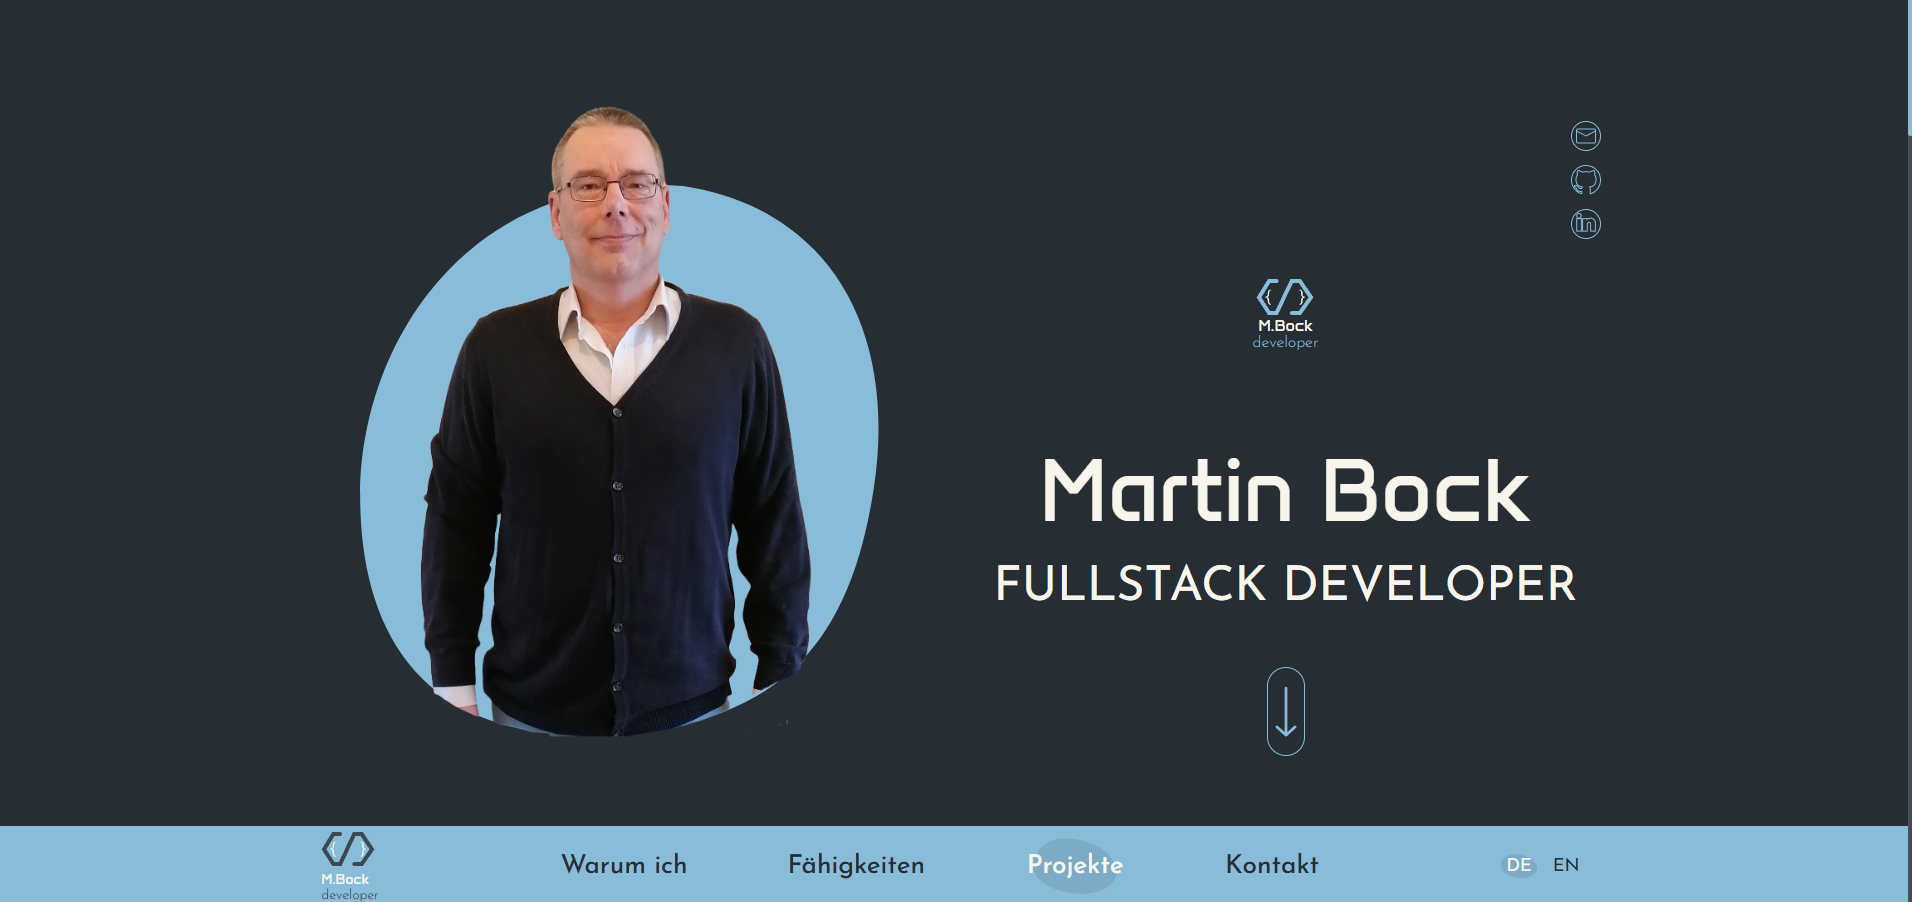 M.Bock
developer
Martin Bock
FULLSTACK DEVELOPER
M.Bock
developer
Warum ich
Fähigkeiten
Projekte
Kontakt
DE
EN